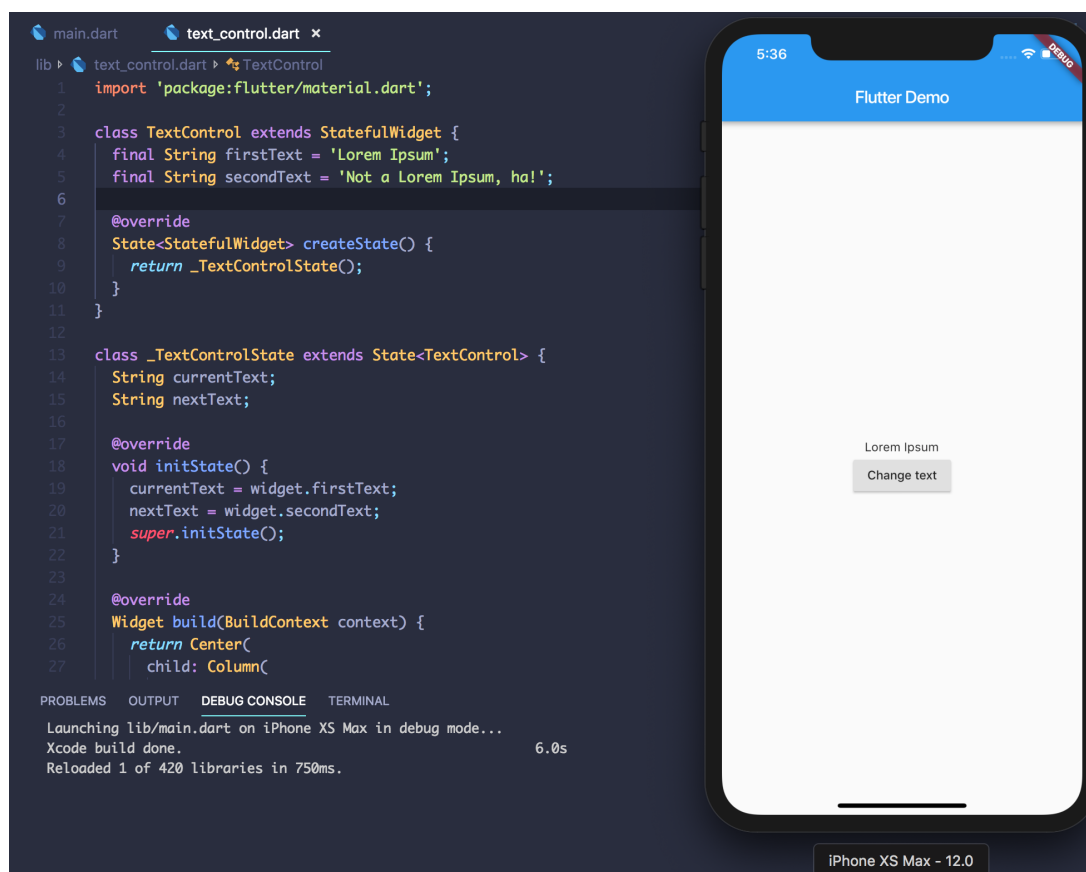 main.dart text_control.dart ×
lib text_control.dart TextControl
1 import 'package:flutter/material.dart';
2
3 class TextControl extends StatefulWidget {
4 final String firstText = 'Lorem Ipsum';
5 final String secondText = 'Not a Lorem Ipsum, ha!';
6
7 @override
8 State<StatefulWidget> createState() {
9 return _TextControlState();
10 }
11 }
12
13 class _TextControlState extends State<TextControl> {
14 String currentText;
15 String nextText;
16
17 @override
18 void initState() {
19 currentText = widget.firstText;
20 nextText = widget.secondText;
21 super.initState();
22 }
23
24 @override
25 Widget build(BuildContext context) {
26 return Center(
27 child: Column(
PROBLEMS OUTPUT DEBUG CONSOLE TERMINAL
Launching lib/main.dart on iPhone XS Max in debug mode...
Xcode build done. 6.0s
Reloaded 1 of 420 libraries in 750ms.
5:36
DEBUG
Flutter Demo
Lorem Ipsum
Change text
iPhone XS Max - 12.0